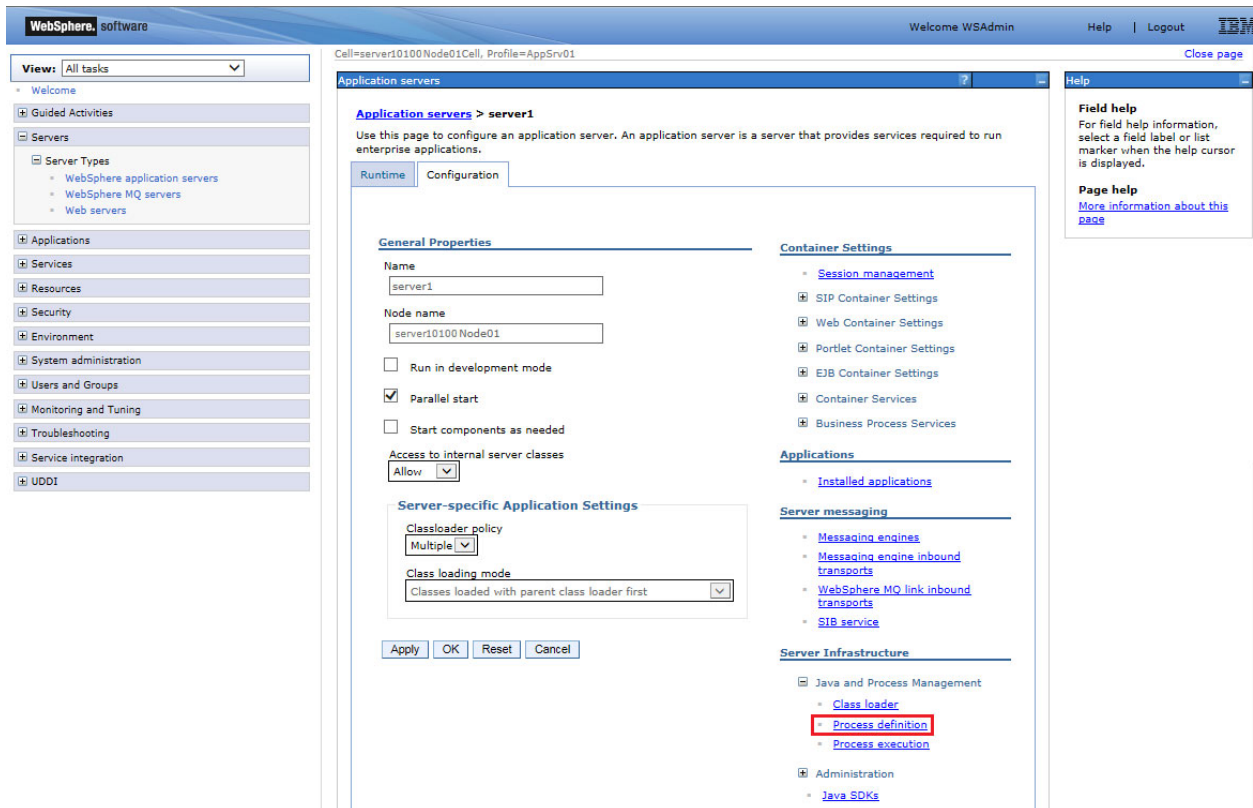 WebSphere. software
Welcome WSAdmin
Help | Logout
IBM
View: All tasks
Welcome
Guided Activities
Servers
Server Types
WebSphere application servers
WebSphere MQ servers
Web servers
Applications
Services
Resources
Security
Environment
System administration
Users and Groups
Monitoring and Tuning
Troubleshooting
Service integration
UDDI
Cell=server10100Node01Cell, Profile=AppSrv01
Close page
Application servers
?
Application servers > server1
Use this page to configure an application server. An application server is a server that provides services required to run
enterprise applications.
Runtime
Configuration
General Properties
Name
server1
Node name
server10100Node01
Run in development mode
Parallel start
Start components as needed
Access to internal server classes
Allow
Server-specific Application Settings
Classloader policy
Multiple
Class loading mode
Classes loaded with parent class loader first
Apply
OK
Reset
Cancel
Container Settings
Session management
SIP Container Settings
Web Container Settings
Portlet Container Settings
EJB Container Settings
Container Services
Business Process Services
Applications
Installed applications
Server messaging
Messaging engines
Messaging engine inbound
transports
WebSphere MQ link inbound
transports
SIB service
Server Infrastructure
Java and Process Management
Class loader
Process definition
Process execution
Administration
Java SDKs
Help
Field help
For field help information,
select a field label or list
marker when the help cursor
is displayed.
Page help
More information about this
page